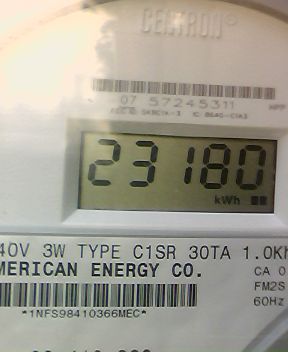 CENTRON®
07 57245311
23180
kWh
40V 3W TYPE C1SR 30TA 1.0Kh
MERICAN ENERGY CO.
CA 0
FM2S
60Hz
*1NFS98410366MEC*